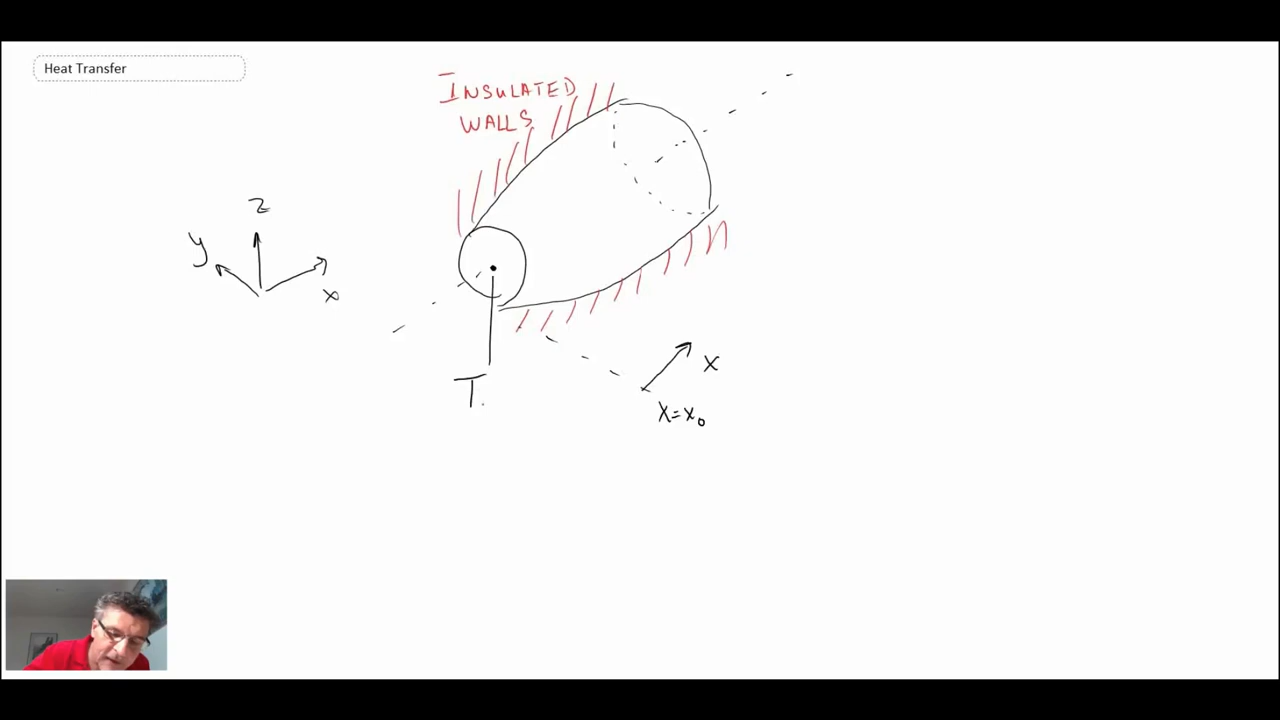 Heat Transfer
INSULATED
WALLS
z
y
x
x
T.
x=x₀